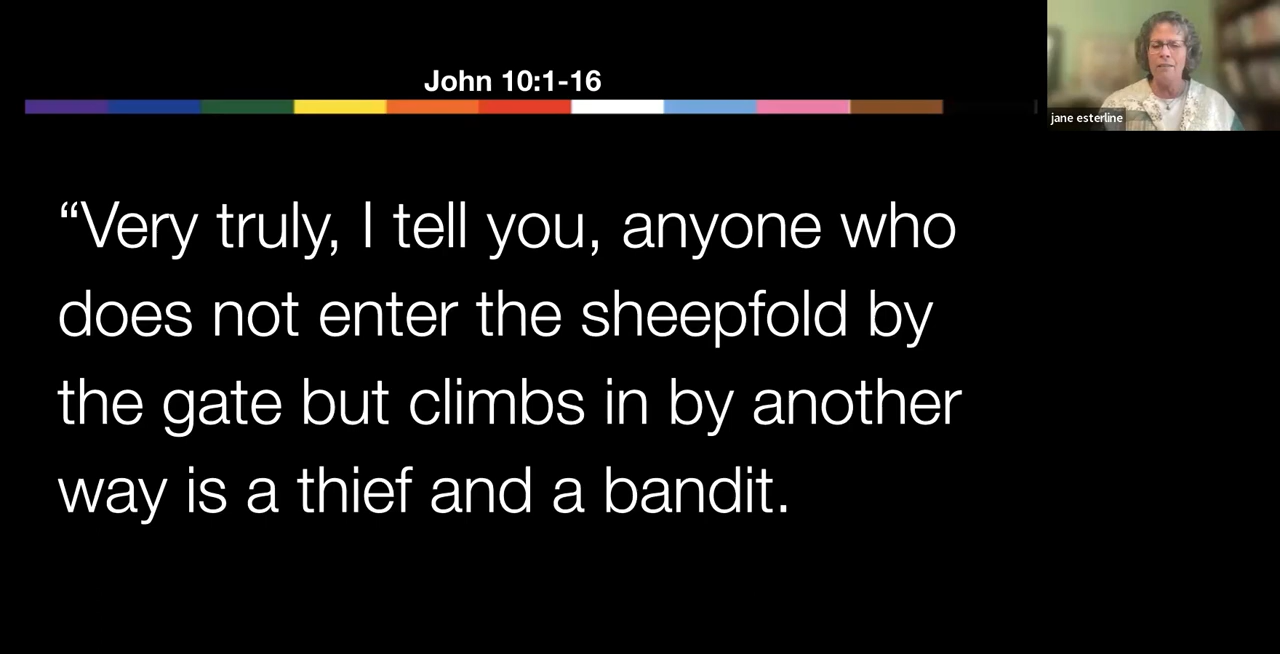 John 10:1-16
jane esterline
“Very truly, I tell you, anyone who
does not enter the sheepfold by
the gate but climbs in by another
way is a thief and a bandit.